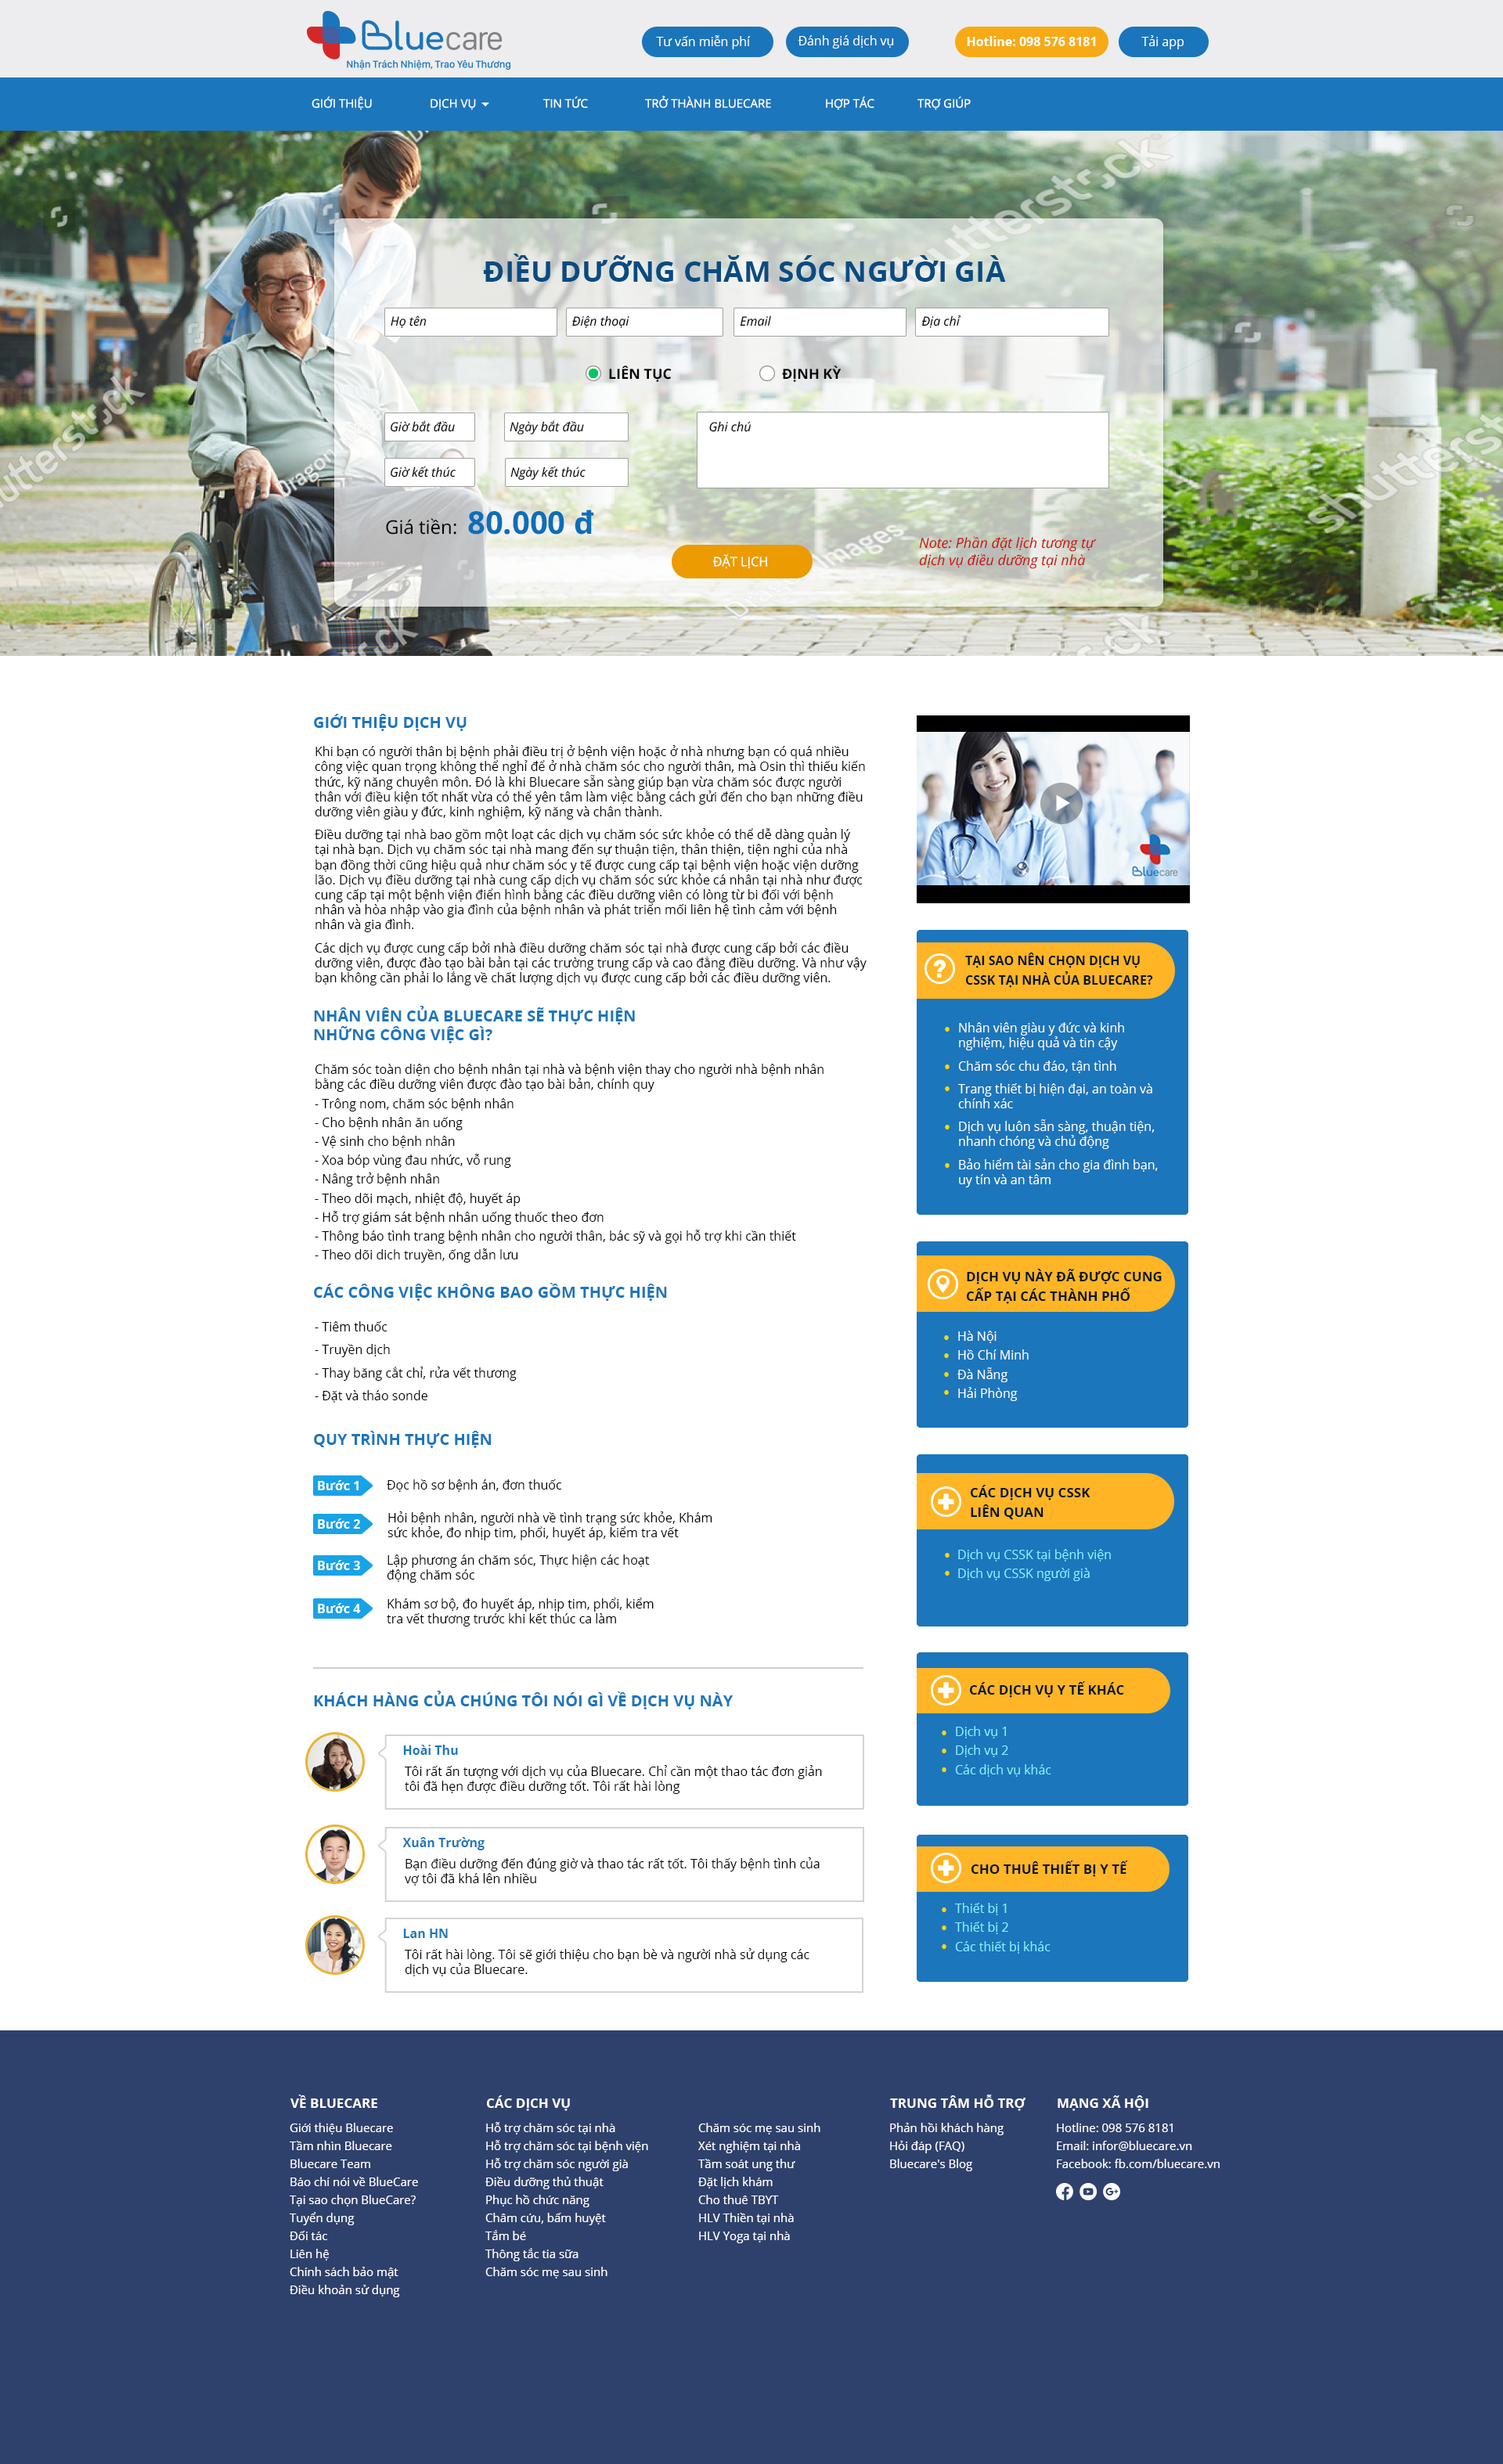 Bluecare
Nhận Trách Nhiệm, Trao Yêu Thương
Tư vấn miễn phí
Đánh giá dịch vụ
Hotline: 098 576 8181
Tải app
GIỚI THIỆU
DỊCH VỤ
TIN TỨC
TRỞ THÀNH BLUECARE
HỢP TÁC
TRỢ GIÚP
ĐIỀU DƯỠNG CHĂM SÓC NGƯỜI GIÀ
Họ tên
Điện thoại
Email
Địa chỉ
LIÊN TỤC
ĐỊNH KỲ
Giờ bắt đầu
Ngày bắt đầu
Ghi chú
Giờ kết thúc
Ngày kết thúc
Giá tiền: 80.000 đ
ĐẶT LỊCH
Note: Phần đặt lịch tương tự
dịch vụ điều dưỡng tại nhà
GIỚI THIỆU DỊCH VỤ
Khi bạn có người thân bị bệnh phải điều trị ở bệnh viện hoặc ở nhà nhưng bạn có quá nhiều
công việc quan trọng không thể nghỉ để ở nhà chăm sóc cho người thân, mà Osin thì thiếu kiến
thức, kỹ năng chuyên môn. Đó là khi Bluecare sẵn sàng giúp bạn vừa chăm sóc được người
thân với điều kiện tốt nhất vừa có thể yên tâm làm việc bằng cách gửi đến cho bạn những điều
dưỡng viên giàu y đức, kinh nghiệm, kỹ năng và chân thành.
Điều dưỡng tại nhà bao gồm một loạt các dịch vụ chăm sóc sức khỏe có thể dễ dàng quản lý
tại nhà bạn. Dịch vụ chăm sóc tại nhà mang đến sự thuận tiện, thân thiện, tiện nghi của nhà
bạn đồng thời cũng hiệu quả như chăm sóc y tế được cung cấp tại bệnh viện hoặc viện dưỡng
lão. Dịch vụ điều dưỡng tại nhà cung cấp dịch vụ chăm sóc sức khỏe cá nhân tại nhà như được
cung cấp tại một bệnh viện điển hình bằng các điều dưỡng viên có lòng từ bi đối với bệnh
nhân và hòa nhập vào gia đình của bệnh nhân và phát triển mối liên hệ tình cảm với bệnh
nhân và gia đình.
Các dịch vụ được cung cấp bởi nhà điều dưỡng chăm sóc tại nhà được cung cấp bởi các điều
dưỡng viên, được đào tạo bài bản tại các trường trung cấp và cao đẳng điều dưỡng. Và như vậy
bạn không cần phải lo lắng về chất lượng dịch vụ được cung cấp bởi các điều dưỡng viên.
NHÂN VIÊN CỦA BLUECARE SẼ THỰC HIỆN
NHỮNG CÔNG VIỆC GÌ?
Chăm sóc toàn diện cho bệnh nhân tại nhà và bệnh viện thay cho người nhà bệnh nhân
bằng các điều dưỡng viên được đào tạo bài bản, chính quy
- Trông nom, chăm sóc bệnh nhân
- Cho bệnh nhân ăn uống
- Vệ sinh cho bệnh nhân
- Xoa bóp vùng đau nhức, vỗ rung
- Nâng trở bệnh nhân
- Theo dõi mạch, nhiệt độ, huyết áp
- Hỗ trợ giám sát bệnh nhân uống thuốc theo đơn
- Thông báo tình trang bệnh nhân cho người thân, bác sỹ và gọi hỗ trợ khi cần thiết
- Theo dõi dich truyền, ống dẫn lưu
CÁC CÔNG VIỆC KHÔNG BAO GỒM THỰC HIỆN
- Tiêm thuốc
- Truyền dịch
- Thay băng cắt chỉ, rửa vết thương
- Đặt và tháo sonde
QUY TRÌNH THỰC HIỆN
Bước 1
Đọc hồ sơ bệnh án, đơn thuốc
Bước 2
Hỏi bệnh nhân, người nhà về tình trạng sức khỏe, Khám
sức khỏe, đo nhịp tim, phổi, huyết áp, kiểm tra vết
Bước 3
Lập phương án chăm sóc, Thực hiện các hoạt
động chăm sóc
Bước 4
Khám sơ bộ, đo huyết áp, nhịp tim, phổi, kiểm
tra vết thương trước khi kết thúc ca làm
KHÁCH HÀNG CỦA CHÚNG TÔI NÓI GÌ VỀ DỊCH VỤ NÀY
Hoài Thu
Tôi rất ấn tượng với dịch vụ của Bluecare. Chỉ cần một thao tác đơn giản
tôi đã hẹn được điều dưỡng tốt. Tôi rất hài lòng
Xuân Trường
Bạn điều dưỡng đến đúng giờ và thao tác rất tốt. Tôi thấy bệnh tình của
vợ tôi đã khá lên nhiều
Lan HN
Tôi rất hài lòng. Tôi sẽ giới thiệu cho bạn bè và người nhà sử dụng các
dịch vụ của Bluecare.
Bluecare
TẠI SAO NÊN CHỌN DỊCH VỤ
CSSK TẠI NHÀ CỦA BLUECARE?
Nhân viên giàu y đức và kinh
nghiệm, hiệu quả và tin cậy
Chăm sóc chu đáo, tận tình
Trang thiết bị hiện đại, an toàn và
chính xác
Dịch vụ luôn sẵn sàng, thuận tiện,
nhanh chóng và chủ động
Bảo hiểm tài sản cho gia đình bạn,
uy tín và an tâm
DỊCH VỤ NÀY ĐÃ ĐƯỢC CUNG
CẤP TẠI CÁC THÀNH PHỐ
Hà Nội
Hồ Chí Minh
Đà Nẵng
Hải Phòng
CÁC DỊCH VỤ CSSK
LIÊN QUAN
Dịch vụ CSSK tại bệnh viện
Dịch vụ CSSK người già
CÁC DỊCH VỤ Y TẾ KHÁC
Dịch vụ 1
Dịch vụ 2
Các dịch vụ khác
CHO THUÊ THIẾT BỊ Y TẾ
Thiết bị 1
Thiết bị 2
Các thiết bị khác
VỀ BLUECARE
Giới thiệu Bluecare
Tầm nhìn Bluecare
Bluecare Team
Báo chí nói về BlueCare
Tại sao chọn BlueCare?
Tuyển dụng
Đối tác
Liên hệ
Chính sách bảo mật
Điều khoản sử dụng
CÁC DỊCH VỤ
Hỗ trợ chăm sóc tại nhà
Hỗ trợ chăm sóc tại bệnh viện
Hỗ trợ chăm sóc người già
Điều dưỡng thủ thuật
Phục hồ chức năng
Châm cứu, bấm huyệt
Tắm bé
Thông tắc tia sữa
Chăm sóc mẹ sau sinh
Chăm sóc mẹ sau sinh
Xét nghiệm tại nhà
Tầm soát ung thư
Đặt lịch khám
Cho thuê TBYT
HLV Thiền tại nhà
HLV Yoga tại nhà
TRUNG TÂM HỖ TRỢ
Phản hồi khách hàng
Hỏi đáp (FAQ)
Bluecare's Blog
MẠNG XÃ HỘI
Hotline: 098 576 8181
Email: infor@bluecare.vn
Facebook: fb.com/bluecare.vn